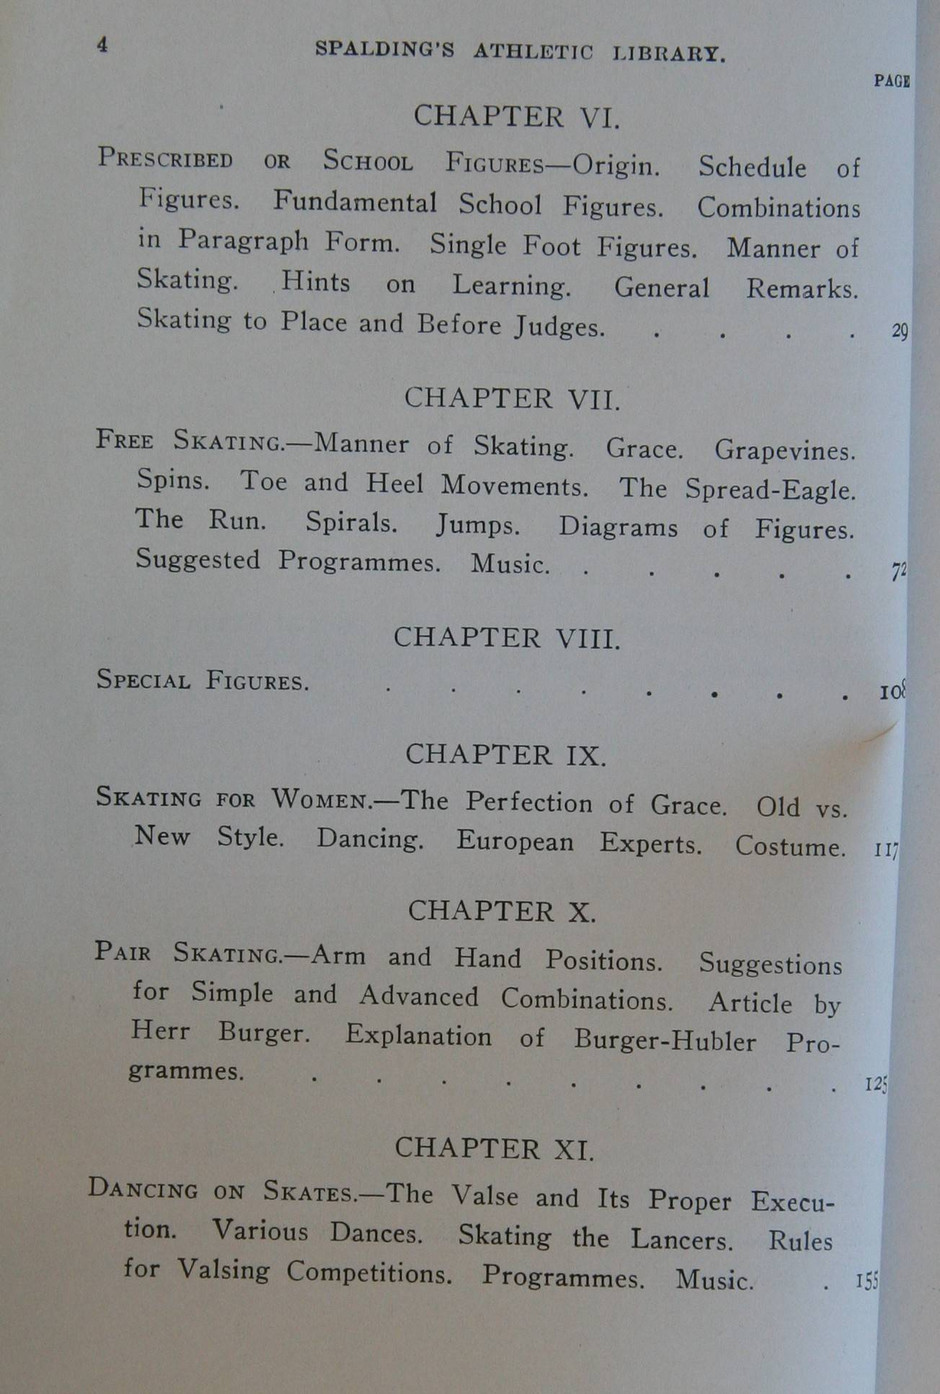 4 SPALDING'S ATHLETIC LIBRARY.
PAGE
CHAPTER VI.
PRESCRIBED OR SCHOOL FIGURES—Origin. Schedule of
Figures. Fundamental School Figures. Combinations
in Paragraph Form. Single Foot Figures. Manner of
Skating. Hints on Learning. General Remarks.
Skating to Place and Before Judges. . . . . 29
CHAPTER VII.
FREE SKATING.—Manner of Skating. Grace. Grapevines.
Spins. Toe and Heel Movements. The Spread-Eagle.
The Run. Spirals. Jumps. Diagrams of Figures.
Suggested Programmes. Music. . . . . . 72
CHAPTER VIII.
SPECIAL FIGURES. . . . . . . . . 108
CHAPTER IX.
SKATING FOR WOMEN.—The Perfection of Grace. Old vs.
New Style. Dancing. European Experts. Costume. 117
CHAPTER X.
PAIR SKATING.—Arm and Hand Positions. Suggestions
for Simple and Advanced Combinations. Article by
Herr Burger. Explanation of Burger-Hubler Pro-
grammes. . . . . . . . . . 125
CHAPTER XI.
DANCING ON SKATES.—The Valse and Its Proper Execu-
tion. Various Dances. Skating the Lancers. Rules
for Valsing Competitions. Programmes. Music. . 155